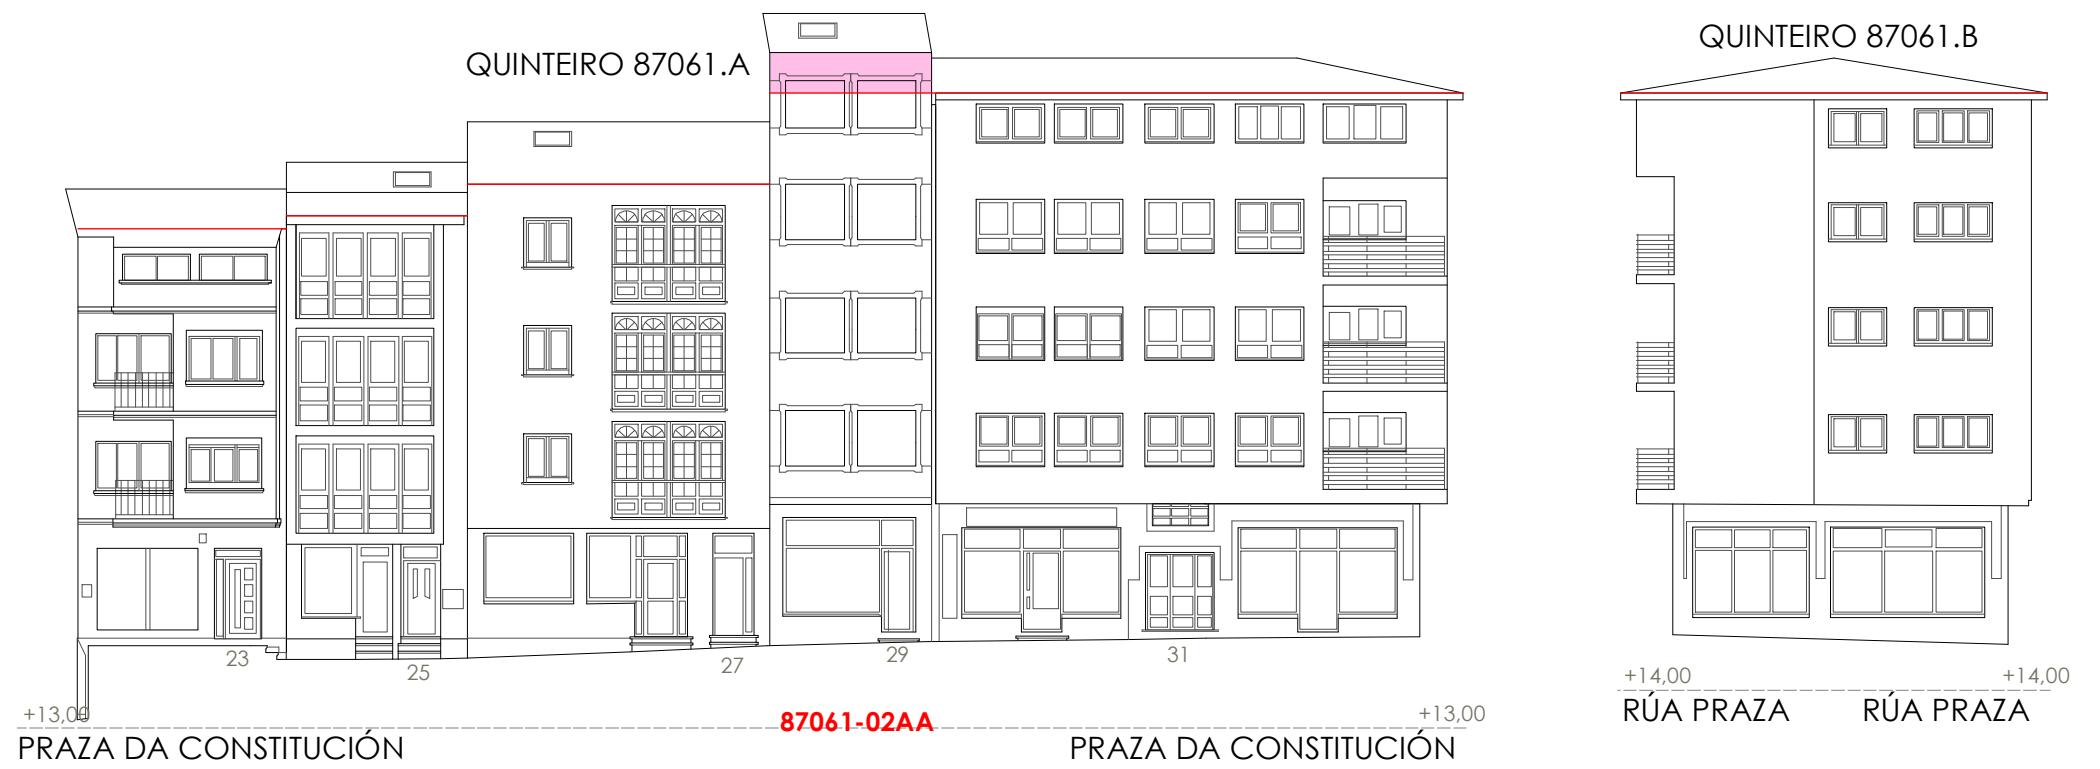 QUINTEIRO 87061.A
QUINTEIRO 87061.B
23
25
27
29
31
+13,00
87061-02AA
+13,00
PRAZA DA CONSTITUCIÓN
PRAZA DA CONSTITUCIÓN
+14,00
+14,00
RÚA PRAZA
RÚA PRAZA